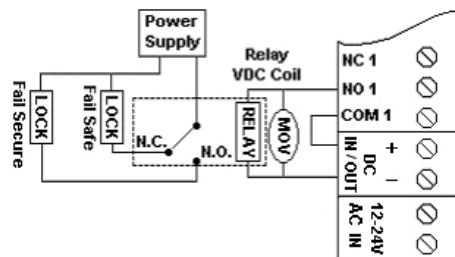 Power
Supply
Relay
VDC Coil
NC 1
NO 1
COM 1
Fail Secure
LOCK
Fail Safe
LOCK
N.C.
N.O.
RELAY
MOV
DC
IN / OUT
+
–
12-24V
AC IN